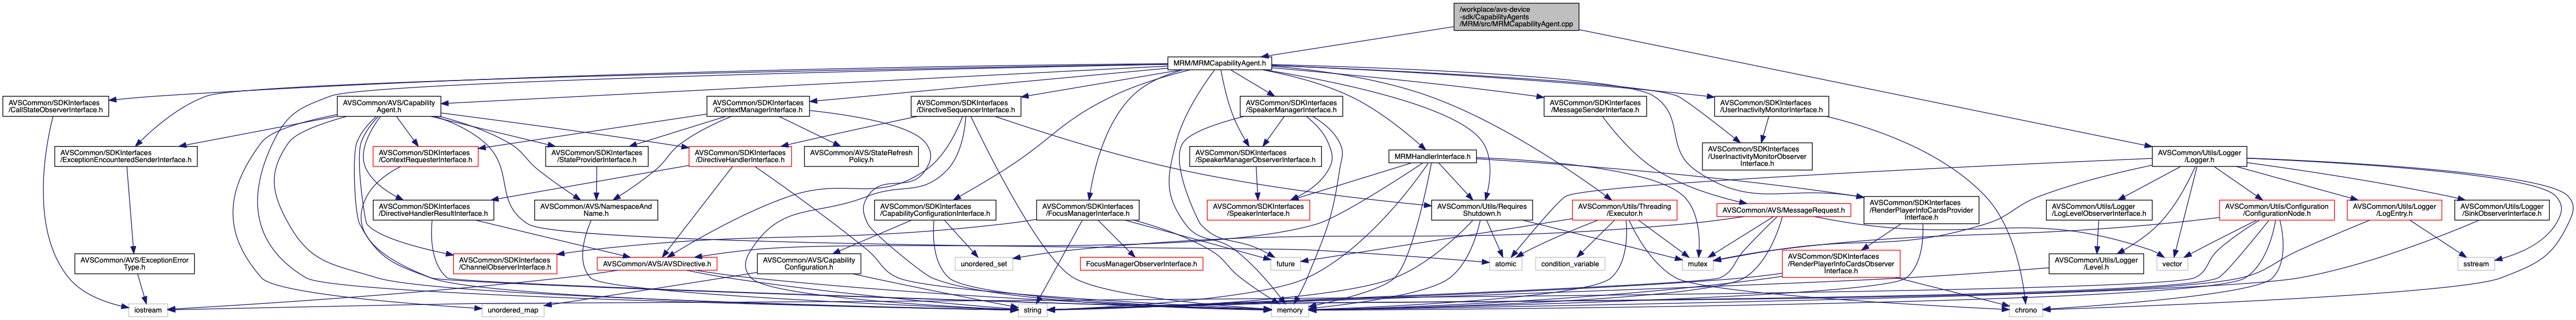 /workplace/avs-device
-sdk/CapabilityAgents
/MRM/src/MRMCapabilityAgent.cpp
MRM/MRMCapabilityAgent.h
AVSCommon/SDKInterfaces
/CallStateObserverInterface.h
AVSCommon/AVS/Capability
Agent.h
AVSCommon/SDKInterfaces
/ContextManagerInterface.h
AVSCommon/SDKInterfaces
/DirectiveSequencerInterface.h
AVSCommon/SDKInterfaces
/SpeakerManagerInterface.h
AVSCommon/SDKInterfaces
/MessageSenderInterface.h
AVSCommon/SDKInterfaces
/UserInactivityMonitorInterface.h
AVSCommon/SDKInterfaces
/ExceptionEncounteredSenderInterface.h
AVSCommon/SDKInterfaces
/ContextRequesterInterface.h
AVSCommon/SDKInterfaces
/StateProviderInterface.h
AVSCommon/SDKInterfaces
/DirectiveHandlerInterface.h
AVSCommon/AVS/StateRefresh
Policy.h
AVSCommon/SDKInterfaces
/SpeakerManagerObserverInterface.h
MRMHandlerInterface.h
AVSCommon/SDKInterfaces
/UserInactivityMonitorObserver
Interface.h
AVSCommon/Utils/Logger
/Logger.h
AVSCommon/SDKInterfaces
/DirectiveHandlerResultInterface.h
AVSCommon/AVS/NamespaceAnd
Name.h
AVSCommon/SDKInterfaces
/CapabilityConfigurationInterface.h
AVSCommon/SDKInterfaces
/FocusManagerInterface.h
AVSCommon/SDKInterfaces
/SpeakerInterface.h
AVSCommon/Utils/Requires
Shutdown.h
AVSCommon/Utils/Threading
/Executor.h
AVSCommon/AVS/MessageRequest.h
AVSCommon/SDKInterfaces
/RenderPlayerInfoCardsProvider
Interface.h
AVSCommon/Utils/Logger
/LogLevelObserverInterface.h
AVSCommon/Utils/Configuration
/ConfigurationNode.h
AVSCommon/Utils/Logger
/LogEntry.h
AVSCommon/Utils/Logger
/SinkObserverInterface.h
AVSCommon/AVS/ExceptionError
Type.h
AVSCommon/SDKInterfaces
/ChannelObserverInterface.h
AVSCommon/AVS/AVSDirective.h
AVSCommon/AVS/Capability
Configuration.h
unordered_set
FocusManagerObserverInterface.h
future
atomic
condition_variable
mutex
AVSCommon/SDKInterfaces
/RenderPlayerInfoCardsObserver
Interface.h
AVSCommon/Utils/Logger
/Level.h
vector
sstream
iostream
unordered_map
string
memory
chrono